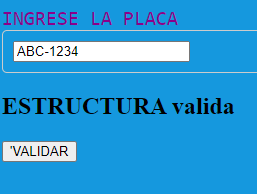 INGRESE LA PLACA
ABC-1234
ESTRUCTURA valida
'VALIDAR